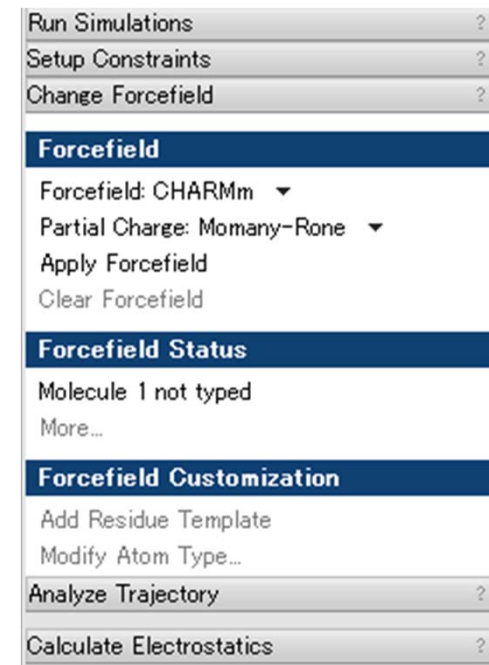 Run Simulations ?
Setup Constraints ?
Change Forcefield ?
Forcefield
Forcefield: CHARMm
Partial Charge: Momany-Rone
Apply Forcefield
Clear Forcefield
Forcefield Status
Molecule 1 not typed
More...
Forcefield Customization
Add Residue Template
Modify Atom Type...
Analyze Trajectory ?
Calculate Electrostatics ?